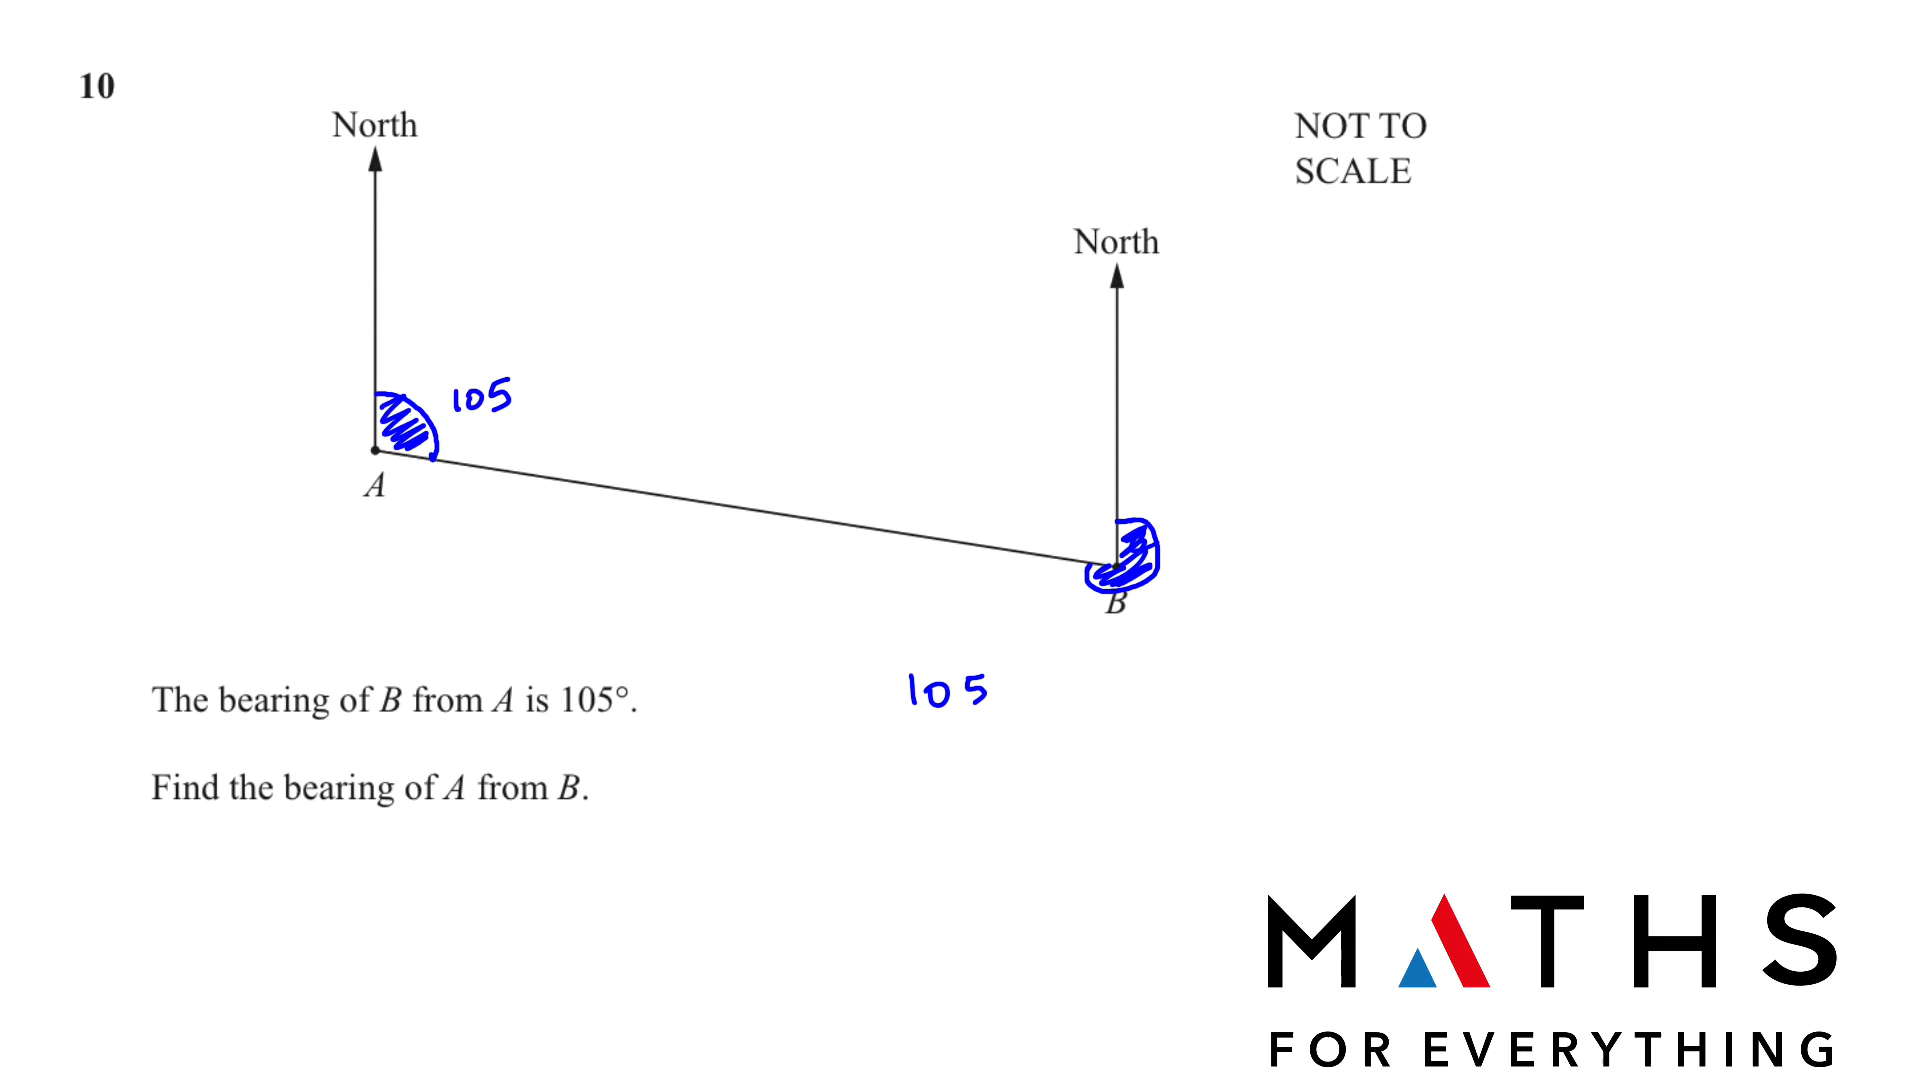 10
North
NOT TO
SCALE
North
105
A
B
105
The bearing of B from A is 105°.
Find the bearing of A from B.
MATHS
FOR EVERYTHING